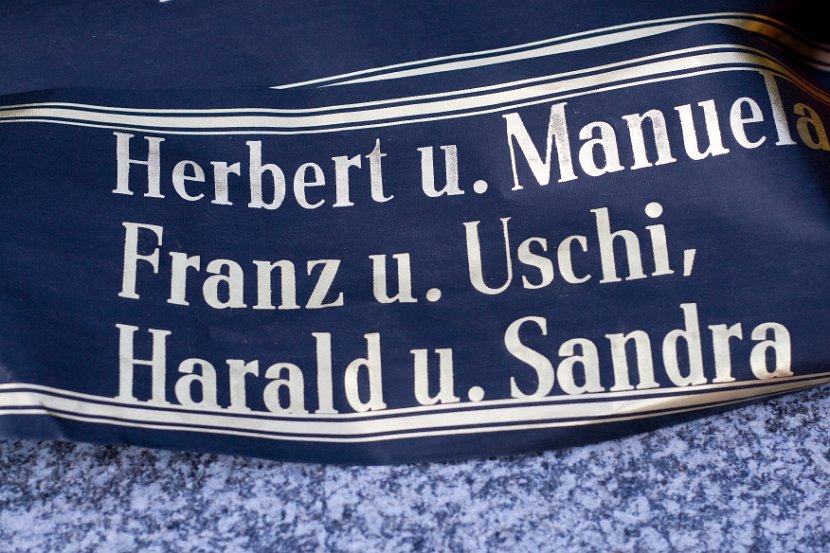 Herbert u. Manuela
Franz u. Uschi,
Harald u. Sandra